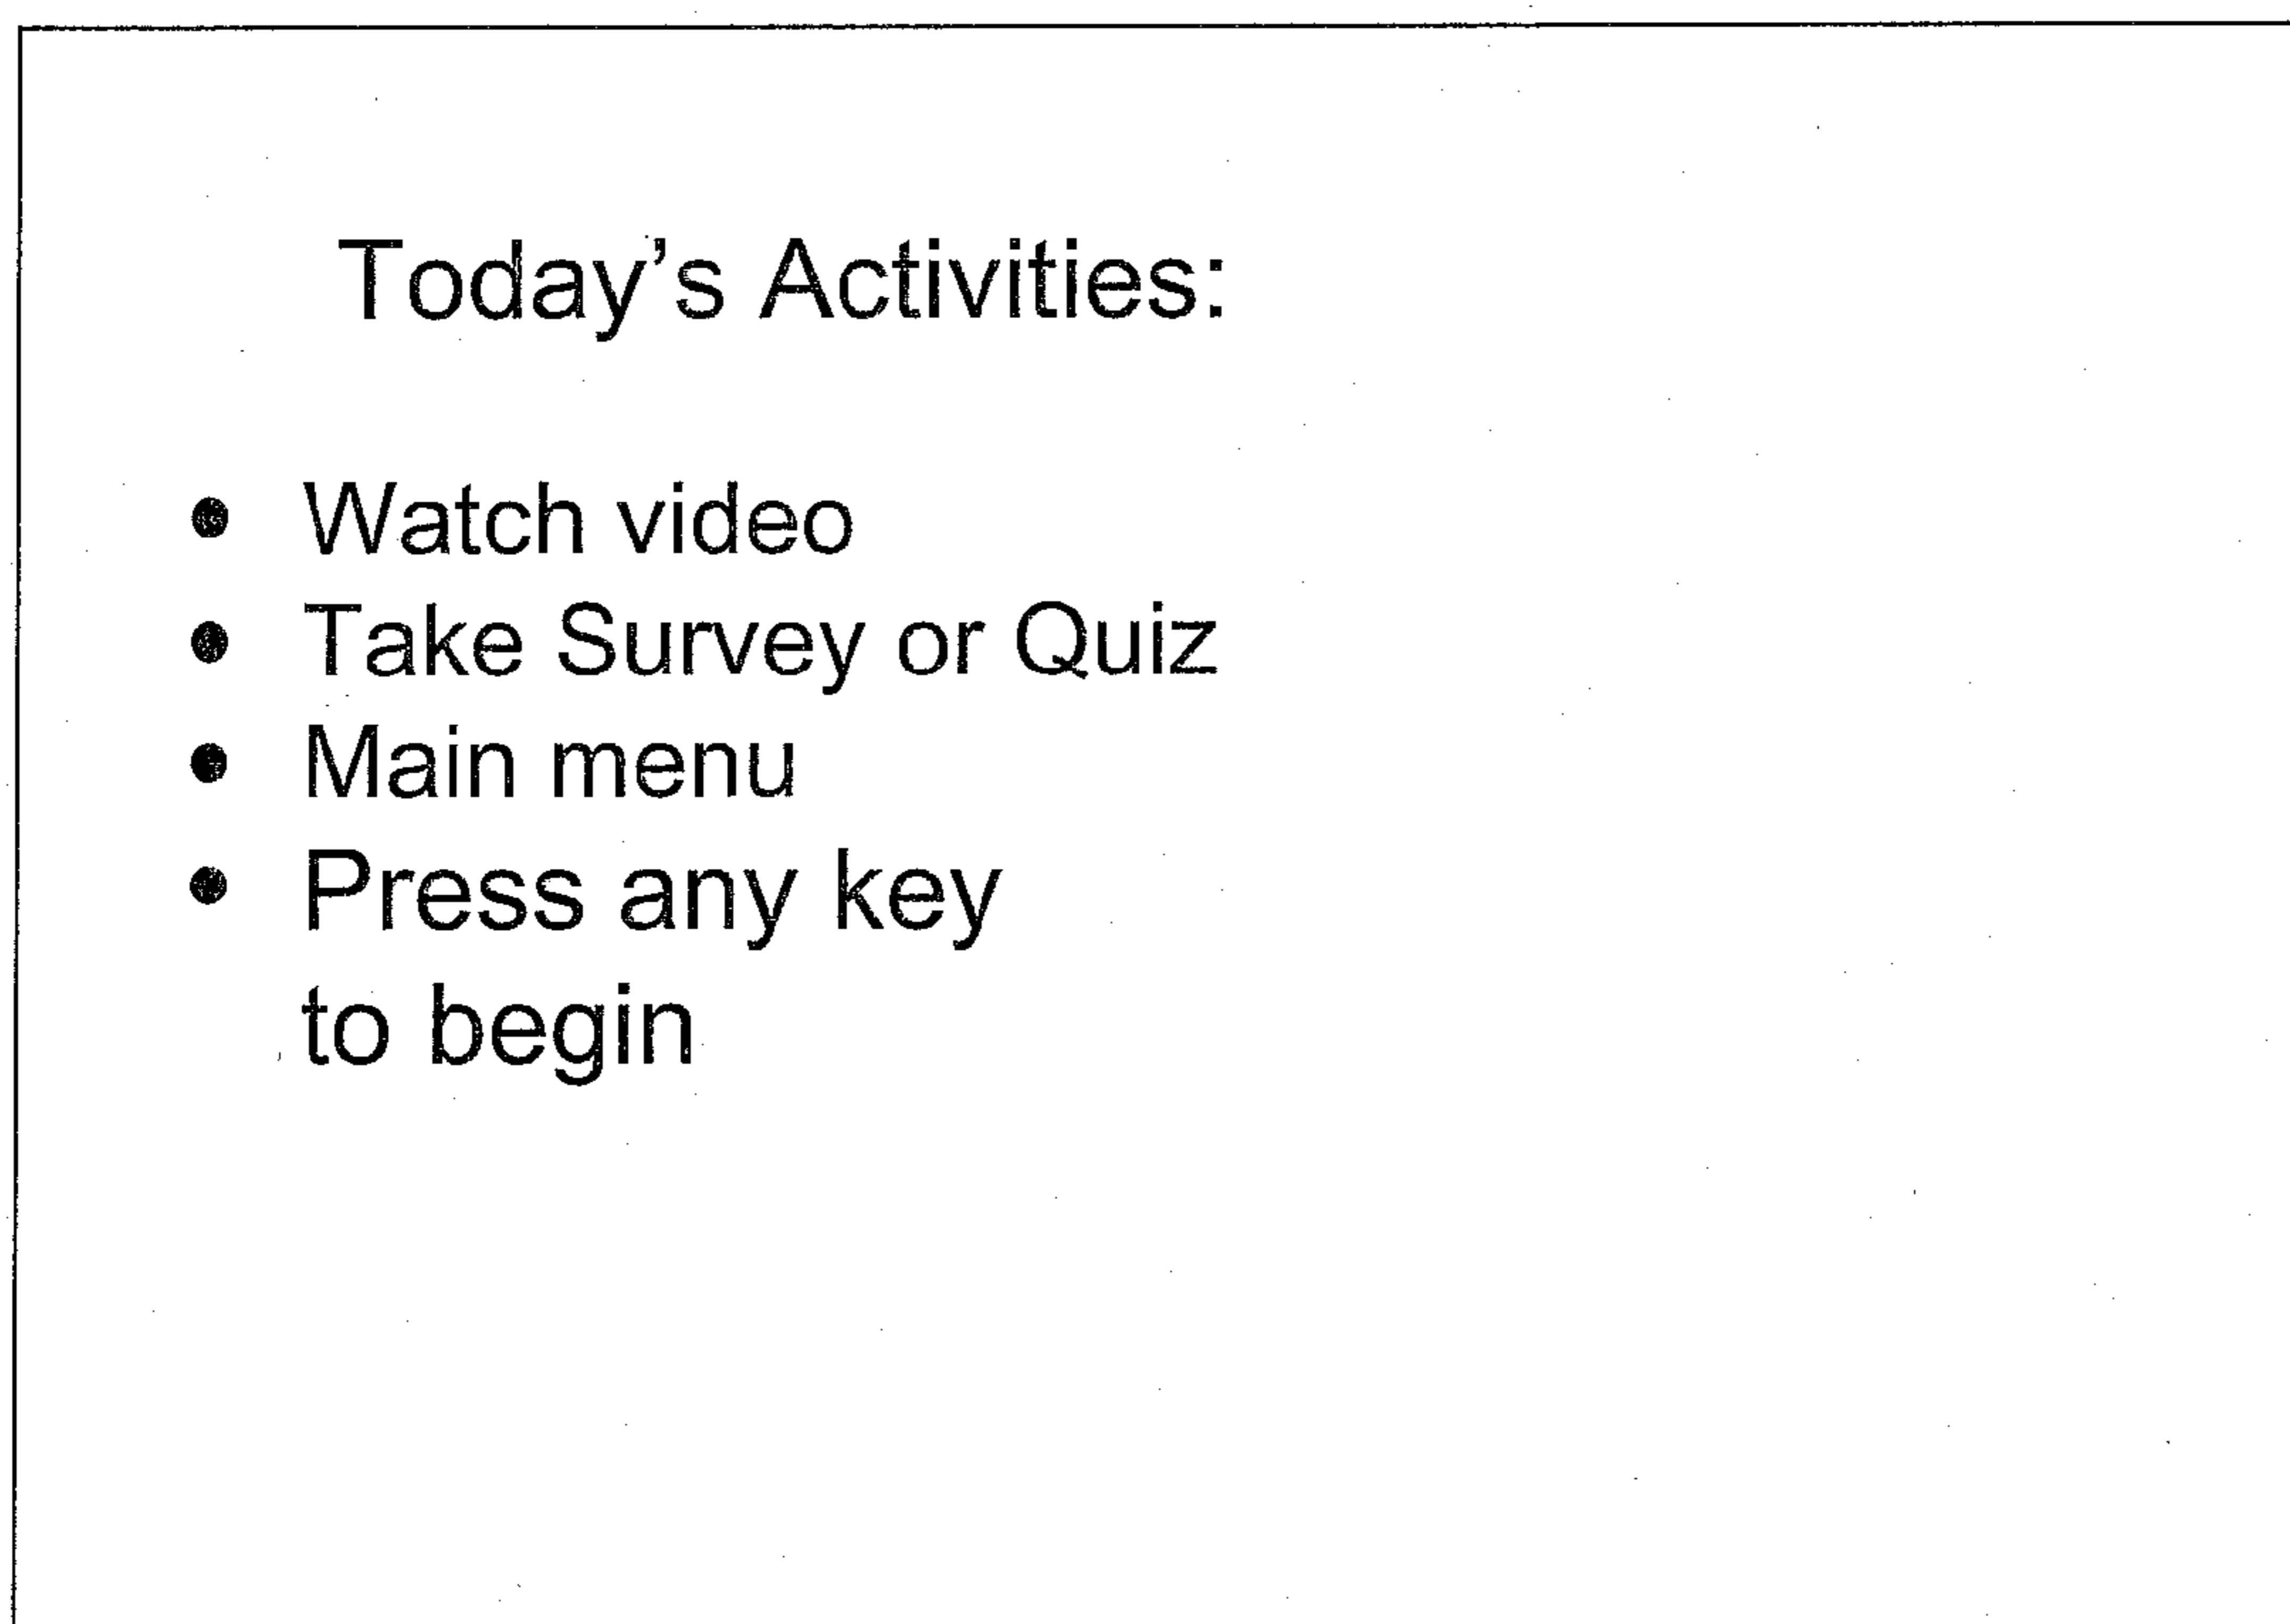 Today's Activities:
• Watch video
• Take Survey or Quiz
• Main menu
• Press any key
to begin